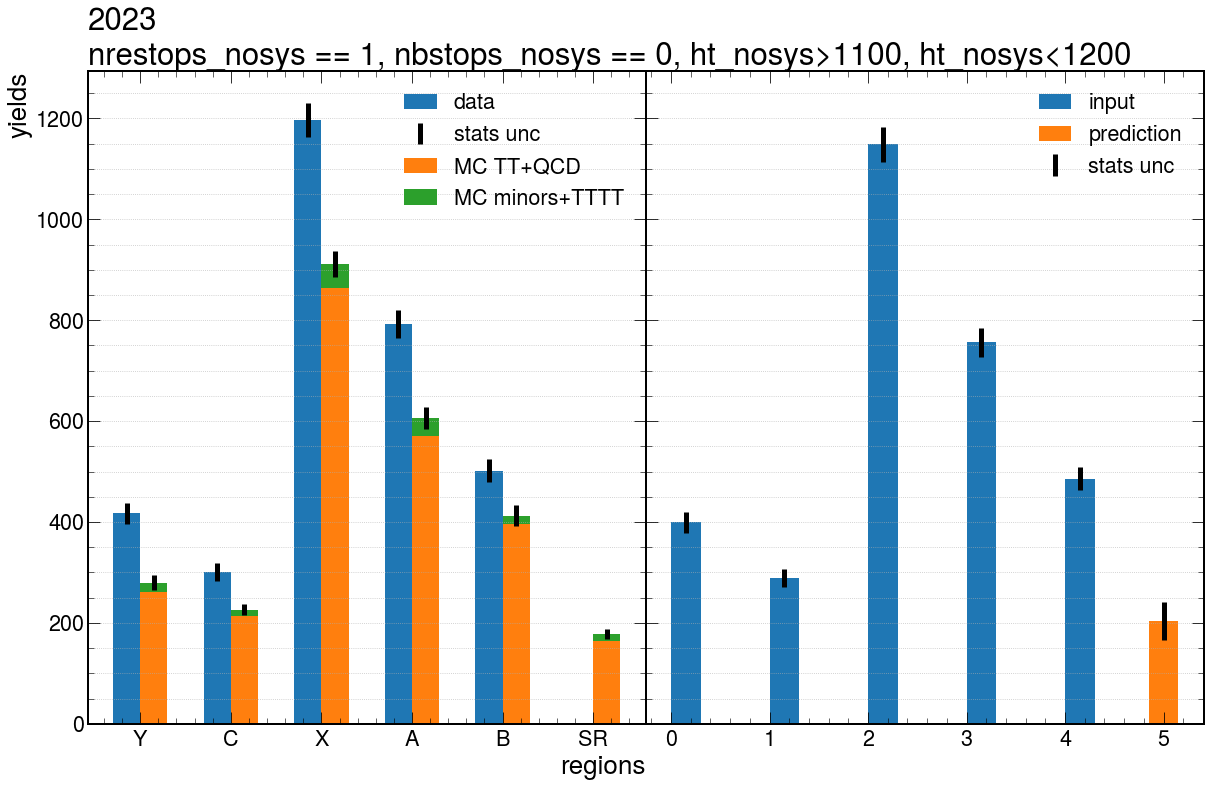 2023
nrestops_nosys == 1, nbstops_nosys == 0, ht_nosys>1100, ht_nosys<1200
yields
1200
1000
800
600
400
200
0
data
stats unc
MC TT+QCD
MC minors+TTTT
input
prediction
stats unc
Y C X A B SR 0 1 2 3 4 5
regions